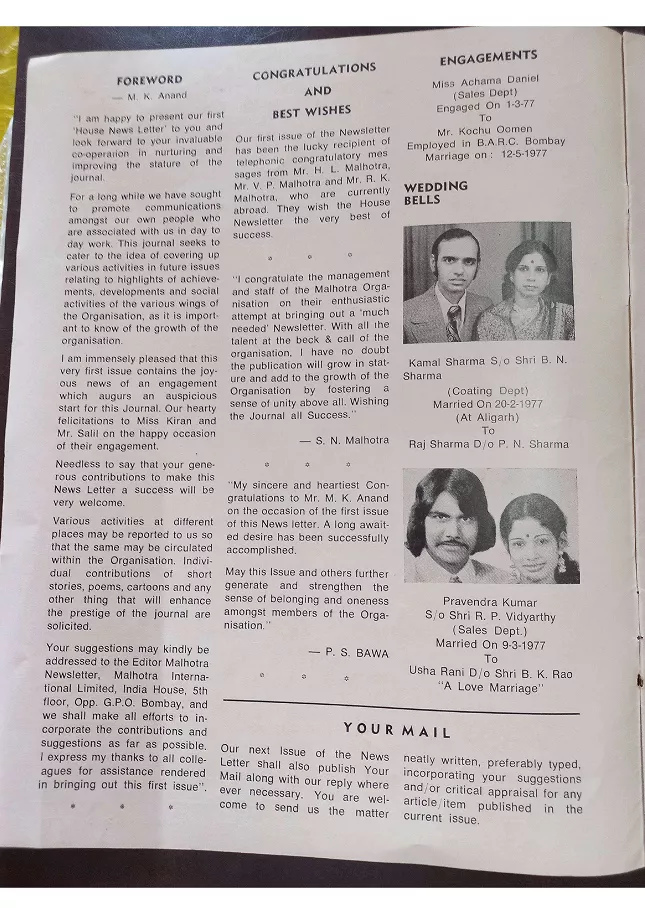 FOREWORD
— M. K. Anand
"I am happy to present our first
'House News Letter' to you and
look forward to your invaluable
co-operation in nurturing and
improving the stature of the
journal.
For a long while we have sought
to promote communications
amongst our own people who
are associated with us in day to
day work. This journal seeks to
cater to the idea of covering up
various activities in future issues
relating to highlights of achieve-
ments, developments and social
activities of the various wings of
the Organisation, as it is import-
ant to know of the growth of the
organisation.
I am immensely pleased that this
very first issue contains the joy-
ous news of an engagement
which augurs an auspicious
start for this Journal. Our hearty
felicitations to Miss Kiran and
Mr. Salil on the happy occasion
of their engagement.
Needless to say that your gene-
rous contributions to make this
News Letter a success will be
very welcome.
Various activities at different
places may be reported to us so
that the same may be circulated
within the Organisation. Indivi-
dual contributions of short
stories, poems, cartoons and any
other thing that will enhance
the prestige of the journal are
solicited.
Your suggestions may kindly be
addressed to the Editor Malhotra
Newsletter, Malhotra Interna-
tional Limited, India House, 5th
floor, Opp. G.P.O. Bombay, and
we shall make all efforts to in-
corporate the contributions and
suggestions as far as possible.
I express my thanks to all colle-
agues for assistance rendered
in bringing out this first issue".
* * *
CONGRATULATIONS
AND
BEST WISHES
Our first issue of the Newsletter
has been the lucky recipient of
telephonic congratulatory mes
sages from Mr. H. L. Malhotra,
Mr. V. P. Malhotra and Mr. R. K.
Malhotra, who are currently
abroad. They wish the House
Newsletter the very best of
success.
* * *
"I congratulate the management
and staff of the Malhotra Orga-
nisation on their enthusiastic
attempt at bringing out a 'much
needed' Newsletter. With all the
talent at the beck & call of the
organisation, I have no doubt
the publication will grow in stat-
ure and add to the growth of the
Organisation by fostering a
sense of unity above all. Wishing
the Journal all Success."
— S. N. Malhotra
* * *
"My sincere and heartiest Con-
gratulations to Mr. M. K. Anand
on the occasion of the first issue
of this News letter. A long await-
ed desire has been successfully
accomplished.
May this Issue and others further
generate and strengthen the
sense of belonging and oneness
amongst members of the Orga-
nisation."
— P. S. BAWA
* * *
ENGAGEMENTS
Miss Achama Daniel
(Sales Dept)
Engaged On 1-3-77
To
Mr. Kochu Oomen
Employed in B.A.R.C. Bombay
Marriage on : 12-5-1977
WEDDING
BELLS
Kamal Sharma S/o Shri B. N.
Sharma
(Coating Dept)
Married On 20-2-1977
(At Aligarh)
To
Raj Sharma D/o P. N. Sharma
Pravendra Kumar
S/o Shri R. P. Vidyarthy
(Sales Dept.)
Married On 9-3-1977
To
Usha Rani D/o Shri B. K. Rao
"A Love Marriage"
YOUR MAIL
Our next Issue of the News
Letter shall also publish Your
Mail along with our reply where
ever necessary. You are wel-
come to send us the matter
neatly written, preferably typed,
incorporating your suggestions
and/or critical appraisal for any
article/item published in the
current issue.